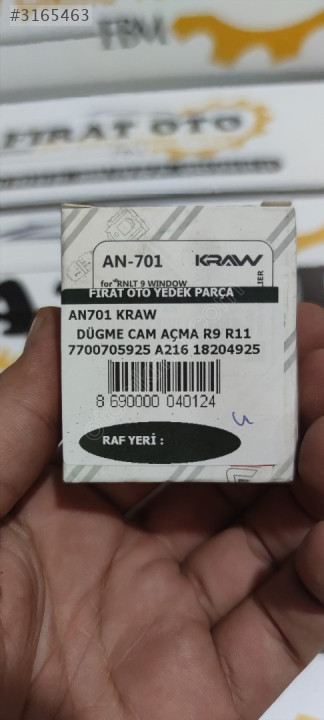 #3165463
FBM
FIRAT OTO
AN-701 KRAW
for RNLT 9 WINDOW
FIRAT OTO YEDEK PARÇA
AN701 KRAW
DÜGME CAM AÇMA R9 R11
7700705925 A216 18204925
8 690000 040124
RAF YERİ :